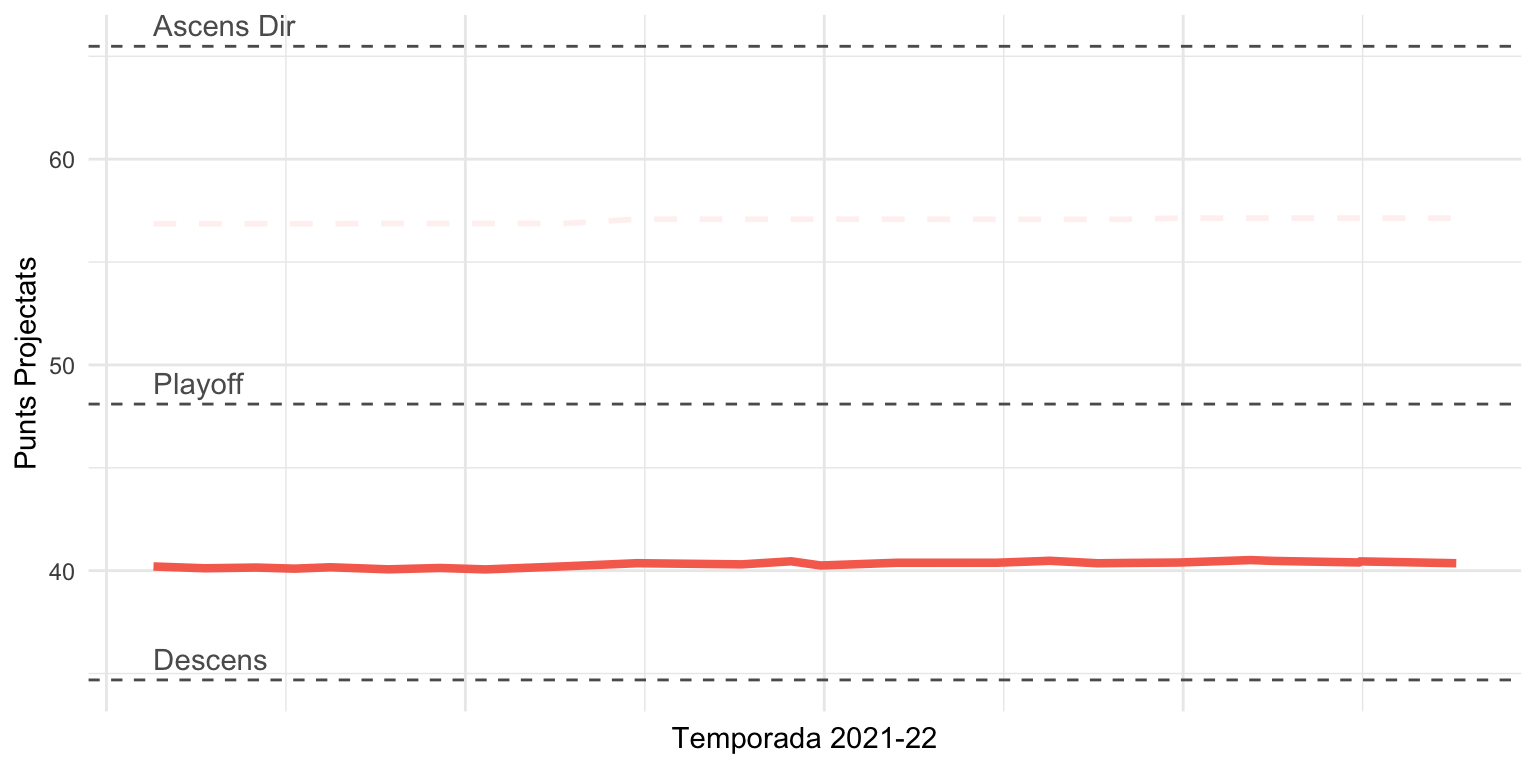 Ascens Dir
60
50
Playoff
40
Descens
Punts Projectats
Temporada 2021-22